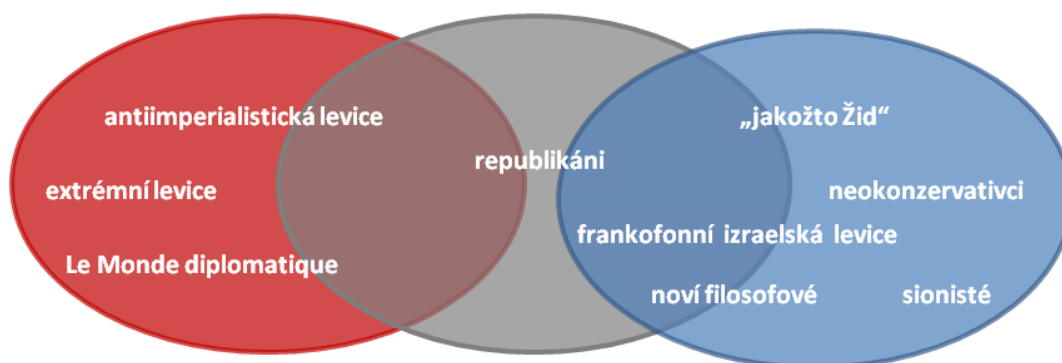 antiimperialistická levice
extrémní levice
Le Monde diplomatique
republikáni
„jakožto Žid“
neokonzervativci
frankofonní izraelská levice
noví filosofové
sionisté